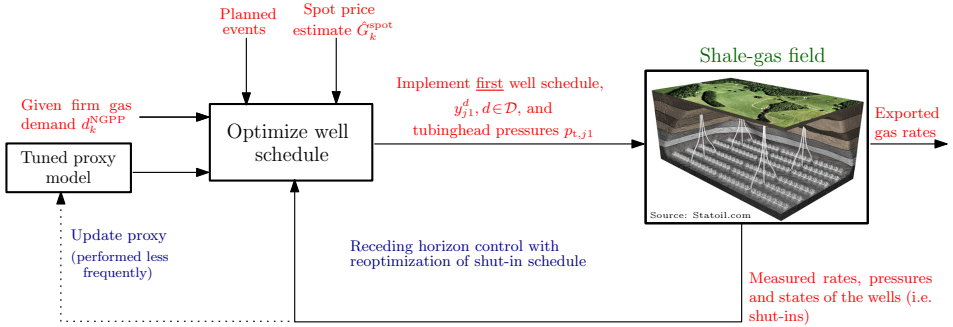 Planned
events
Spot price
estimate Ĝ_k^spot
Shale-gas field
Given firm gas
demand d_k^NGPP
Optimize well
schedule
Implement first well schedule,
y_{j1}^d, d∈𝒟, and
tubinghead pressures p_{t,j1}
Exported
gas rates
Tuned proxy
model
Source: Statoil.com
Update proxy
(performed less
frequently)
Receding horizon control with
reoptimization of shut-in schedule
Measured rates, pressures
and states of the wells (i.e.
shut-ins)